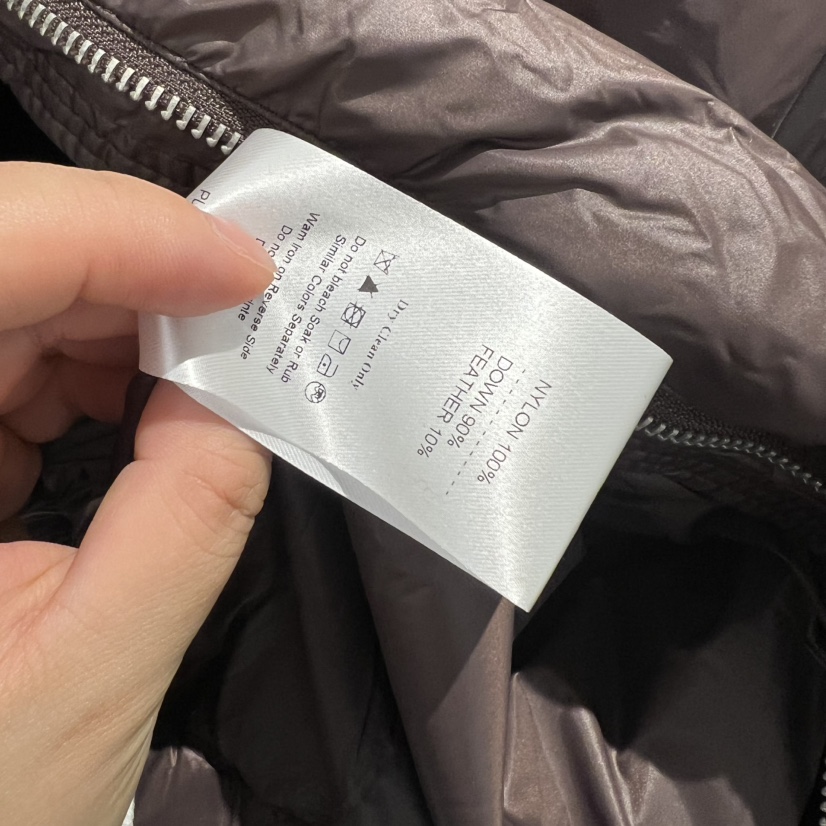 NYLON 100%
DOWN 90%
FEATHER 10%
Dry Clean Only
Do not bleach Soak or Rub
Similar Colors Separately
Warm Iron on Reverse Side
Do